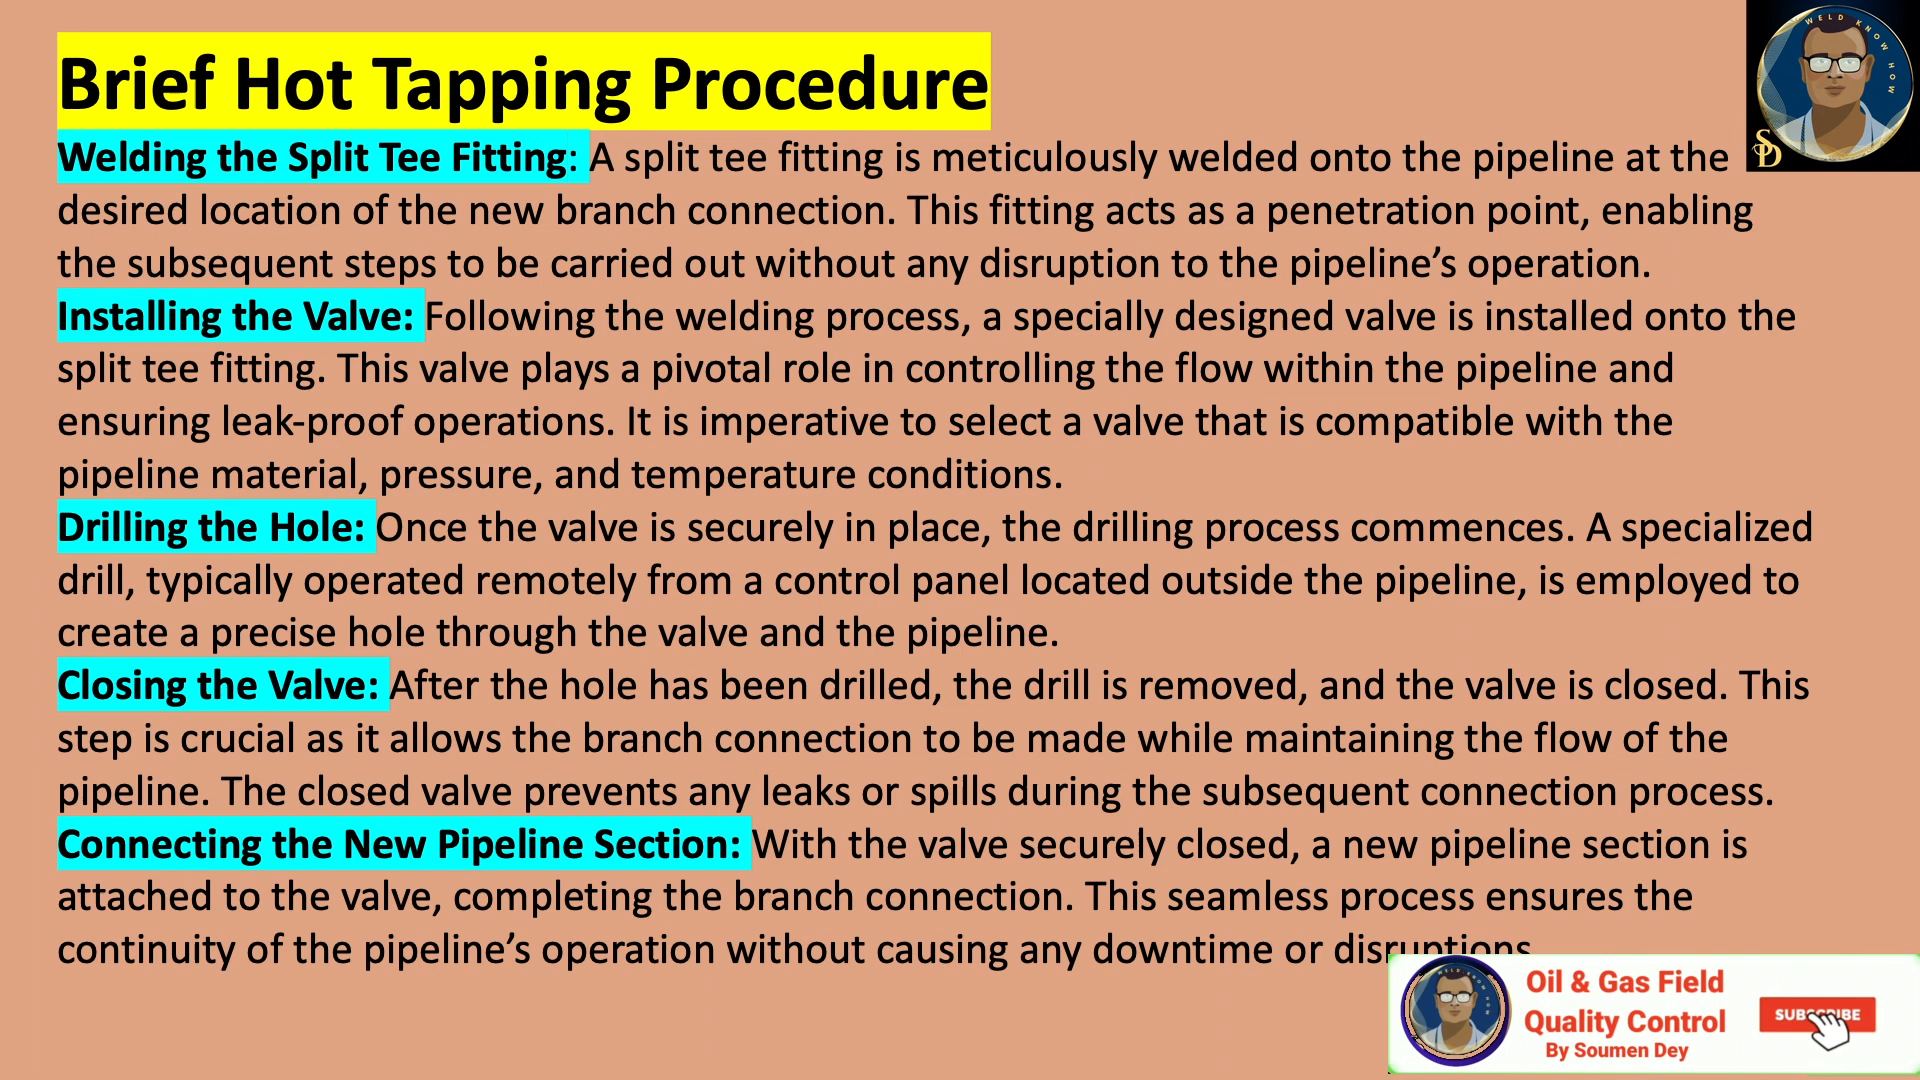 Brief Hot Tapping Procedure
Welding the Split Tee Fitting: A split tee fitting is meticulously welded onto the pipeline at the
desired location of the new branch connection. This fitting acts as a penetration point, enabling
the subsequent steps to be carried out without any disruption to the pipeline’s operation.
Installing the Valve: Following the welding process, a specially designed valve is installed onto the
split tee fitting. This valve plays a pivotal role in controlling the flow within the pipeline and
ensuring leak-proof operations. It is imperative to select a valve that is compatible with the
pipeline material, pressure, and temperature conditions.
Drilling the Hole: Once the valve is securely in place, the drilling process commences. A specialized
drill, typically operated remotely from a control panel located outside the pipeline, is employed to
create a precise hole through the valve and the pipeline.
Closing the Valve: After the hole has been drilled, the drill is removed, and the valve is closed. This
step is crucial as it allows the branch connection to be made while maintaining the flow of the
pipeline. The closed valve prevents any leaks or spills during the subsequent connection process.
Connecting the New Pipeline Section: With the valve securely closed, a new pipeline section is
attached to the valve, completing the branch connection. This seamless process ensures the
continuity of the pipeline’s operation without causing any downtime or disruptions
WELD KNOW HOW
SD
Oil & Gas Field
Quality Control
By Soumen Dey
SUBSCRIBE
WELD KNOW HOW